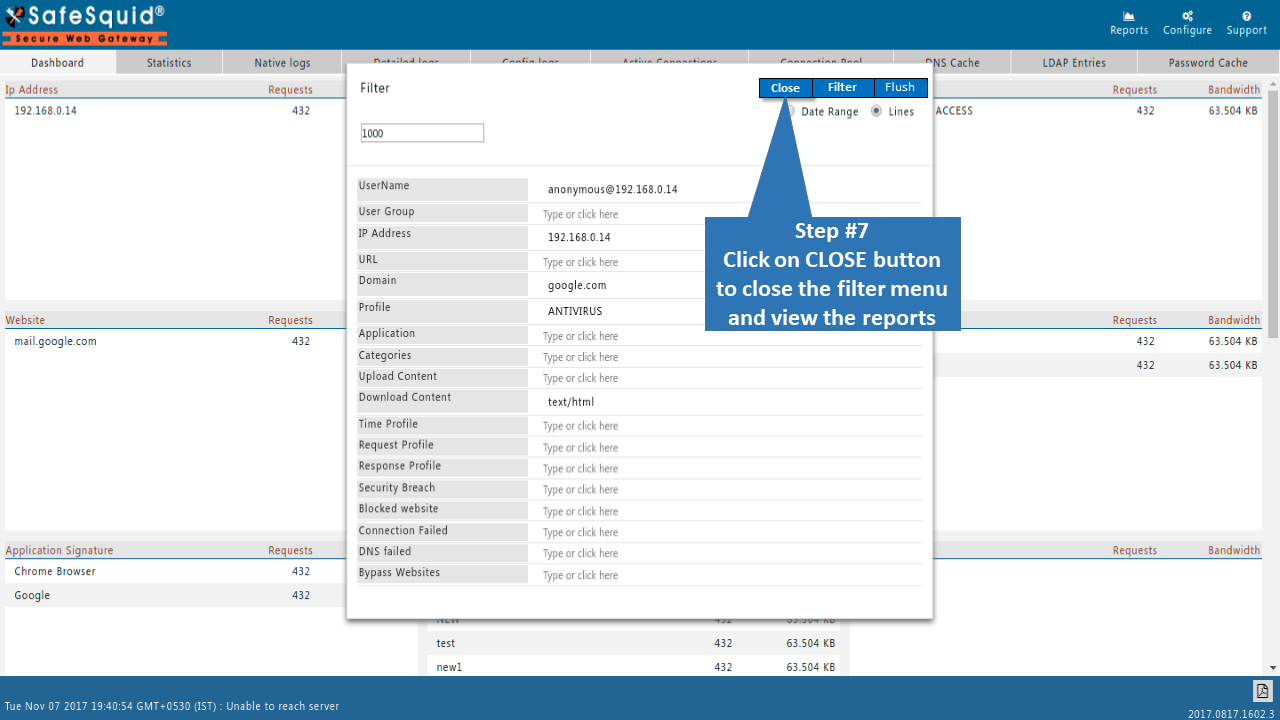 SafeSquid®
Secure Web Gateway
Reports Configure Support
Dashboard Statistics Native logs Detailed logs Config logs Active Connections Connection Pool DNS Cache LDAP Entries Password Cache
Ip Address Requests
192.168.0.14 432
Requests Bandwidth
ACCESS 432 63.504 KB
Filter
Close Filter Flush
Date Range Lines
1000
UserName anonymous@192.168.0.14
User Group Type or click here
IP Address 192.168.0.14
URL Type or click here
Domain google.com
Profile ANTIVIRUS
Application Type or click here
Categories Type or click here
Upload Content Type or click here
Download Content text/html
Time Profile Type or click here
Request Profile Type or click here
Response Profile Type or click here
Security Breach Type or click here
Blocked website Type or click here
Connection Failed Type or click here
DNS failed Type or click here
Bypass Websites Type or click here
Step #7
Click on CLOSE button
to close the filter menu
and view the reports
Website Requests
mail.google.com 432
Requests Bandwidth
432 63.504 KB
432 63.504 KB
Application Signature Requests
Chrome Browser 432
Google 432
Requests Bandwidth
NEW 432 63.504 KB
test 432 63.504 KB
new1 432 63.504 KB
Tue Nov 07 2017 19:40:54 GMT+0530 (IST) : Unable to reach server
2017.0817.1602.3